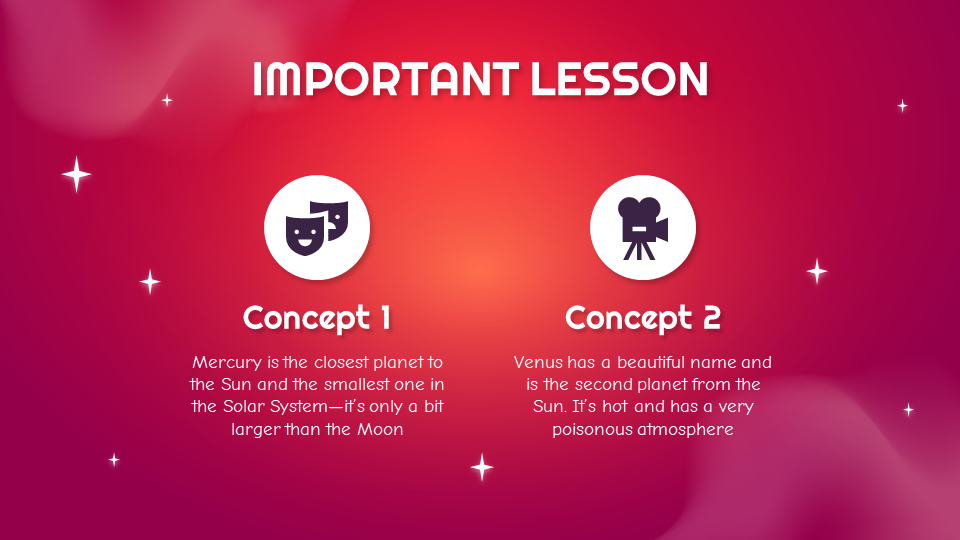 IMPORTANT LESSON
Concept 1
Mercury is the closest planet to
the Sun and the smallest one in
the Solar System—it's only a bit
larger than the Moon
Concept 2
Venus has a beautiful name and
is the second planet from the
Sun. It's hot and has a very
poisonous atmosphere